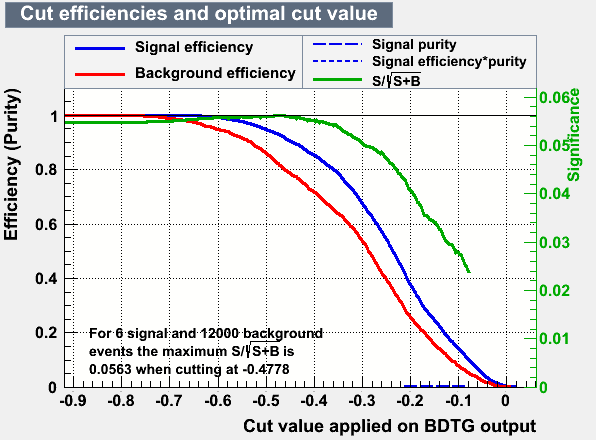 Cut efficiencies and optimal cut value
Signal efficiency
Background efficiency
Signal purity
Signal efficiency*purity
S/√S+B
Efficiency (Purity)
1
0.8
0.6
0.4
0.2
0
0.06
0.05
0.04
0.03
0.02
0.01
0
Significance
For 6 signal and 12000 background
events the maximum S/√S+B is
0.0563 when cutting at -0.4778
-0.9 -0.8 -0.7 -0.6 -0.5 -0.4 -0.3 -0.2 -0.1 0
Cut value applied on BDTG output